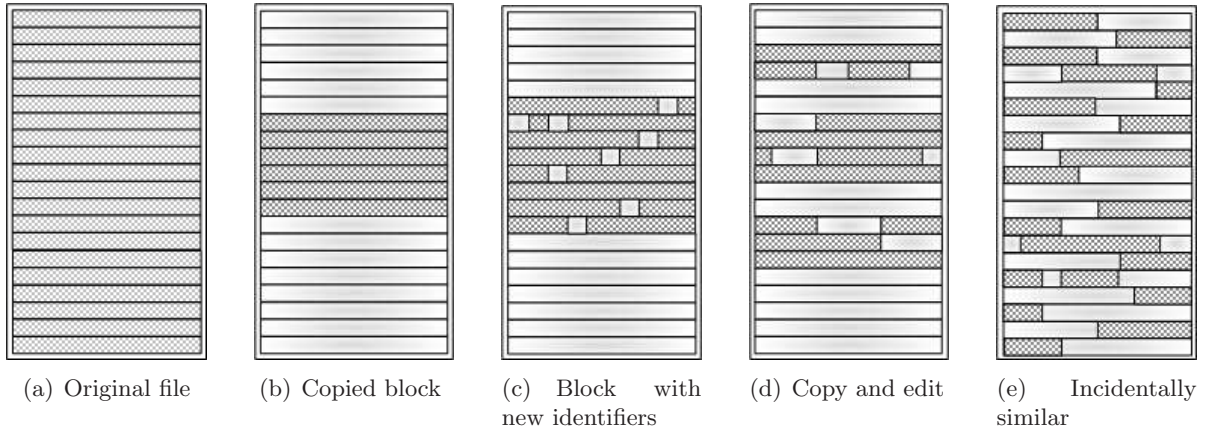 (a) Original file
(b) Copied block
(c) Block with
new identifiers
(d) Copy and edit
(e) Incidentally
similar